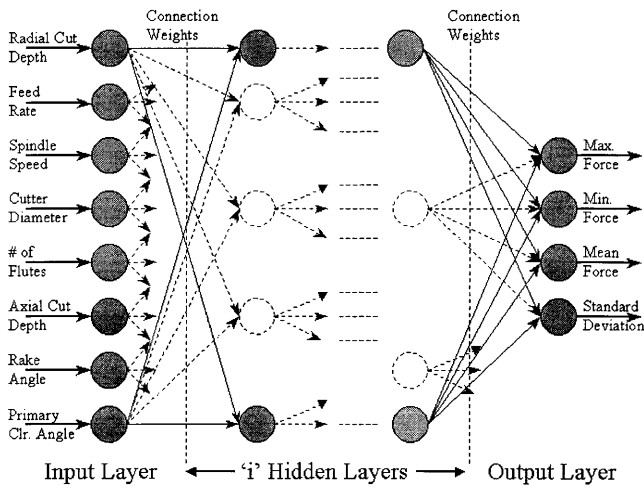 Connection
Weights
Connection
Weights
Radial Cut
Depth
Feed
Rate
Spindle
Speed
Cutter
Diameter
# of
Flutes
Axial Cut
Depth
Rake
Angle
Primary
Clr. Angle
Max.
Force
Min.
Force
Mean
Force
Standard
Deviation
Input Layer
'i' Hidden Layers
Output Layer